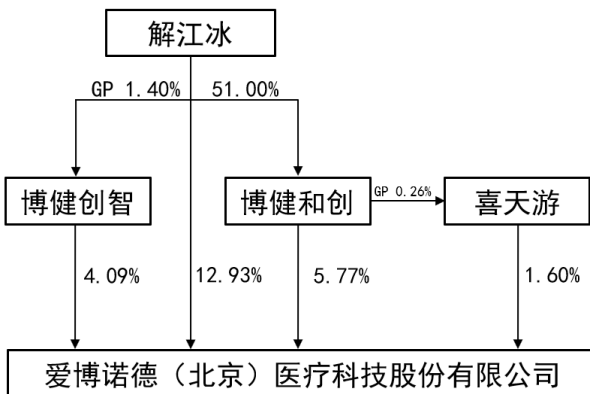 解江冰
GP 1.40% 51.00%
博健创智 博健和创 GP 0.26% 喜天游
4.09% 12.93% 5.77% 1.60%
爱博诺德（北京）医疗科技股份有限公司